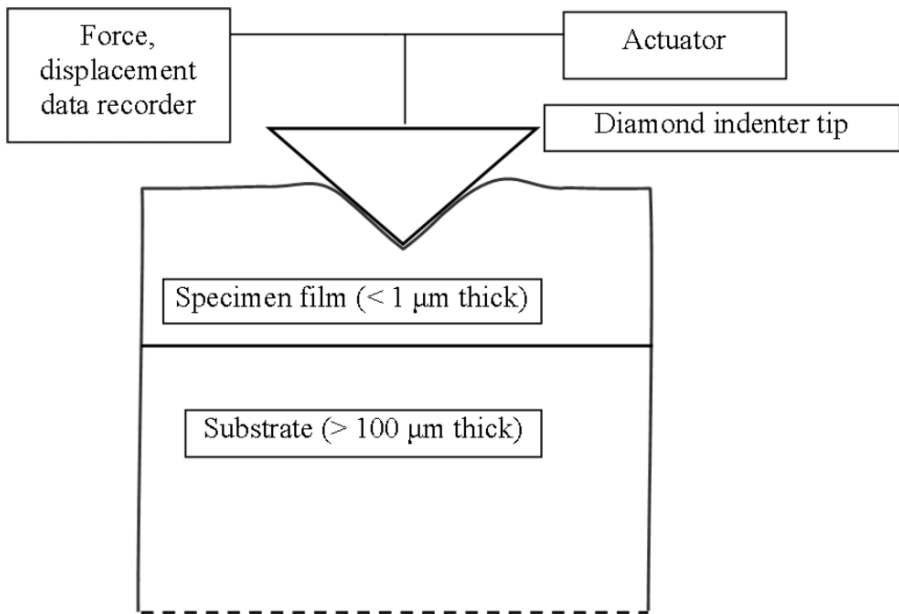 Force,
displacement
data recorder
Actuator
Diamond indenter tip
Specimen film (< 1 μm thick)
Substrate (> 100 μm thick)